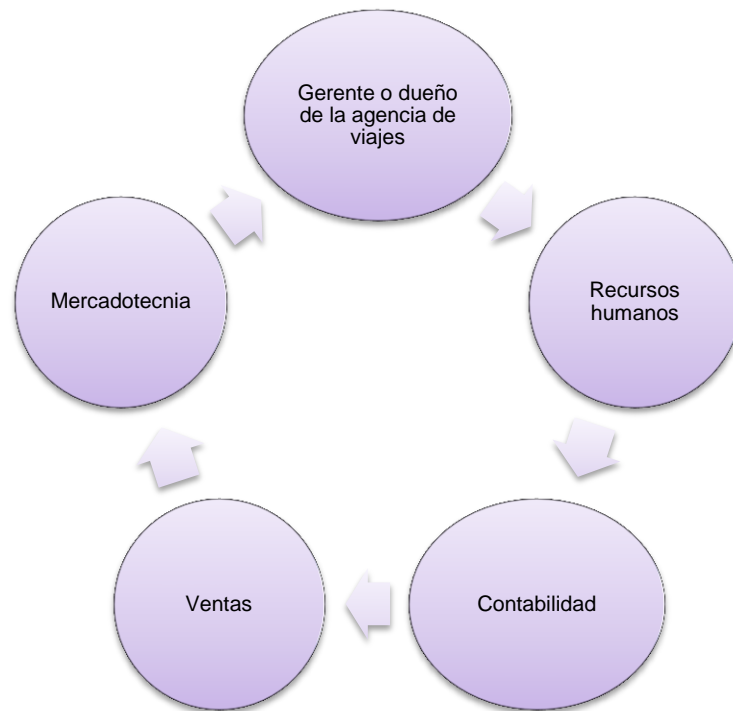 Gerente o dueño
de la agencia de
viajes
Recursos
humanos
Contabilidad
Ventas
Mercadotecnia